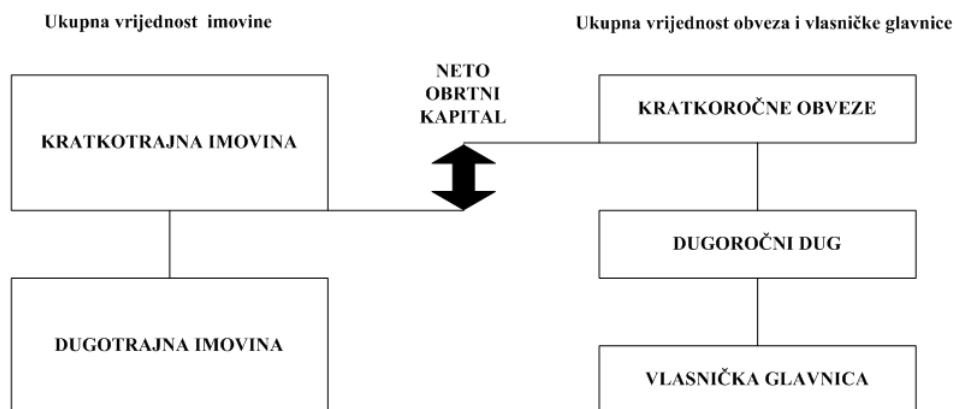 Ukupna vrijednost imovine
Ukupna vrijednost obveza i vlasničke glavnice
NETO
OBRTNI
KAPITAL
KRATKOTRAJNA IMOVINA
KRATKOROČNE OBVEZE
DUGOROČNI DUG
DUGOTRAJNA IMOVINA
VLASNIČKA GLAVNICA